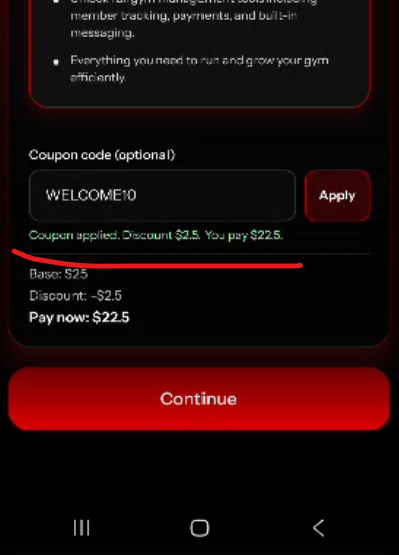 member tracking, payments, and built-in
messaging.
Everything you need to run and grow your gym
efficiently.
Coupon code (optional)
WELCOME10
Apply
Coupon applied. Discount $2.5. You pay $22.5.
Base: $25
Discount: -$2.5
Pay now: $22.5
Continue